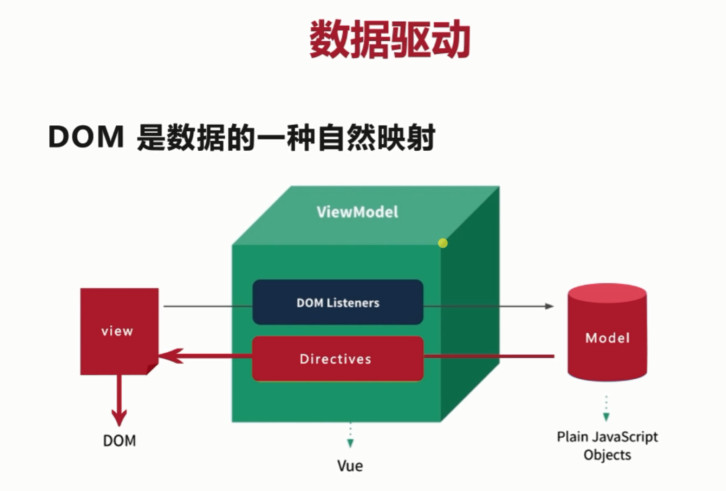 数据驱动
DOM 是数据的一种自然映射
ViewModel
DOM Listeners
view
Model
Directives
DOM
Plain JavaScript
Objects
Vue